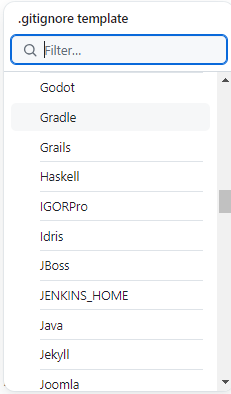 .gitignore template
Filter...
Godot
Gradle
Grails
Haskell
IGORPro
Idris
JBoss
JENKINS_HOME
Java
Jekyll
Joomla